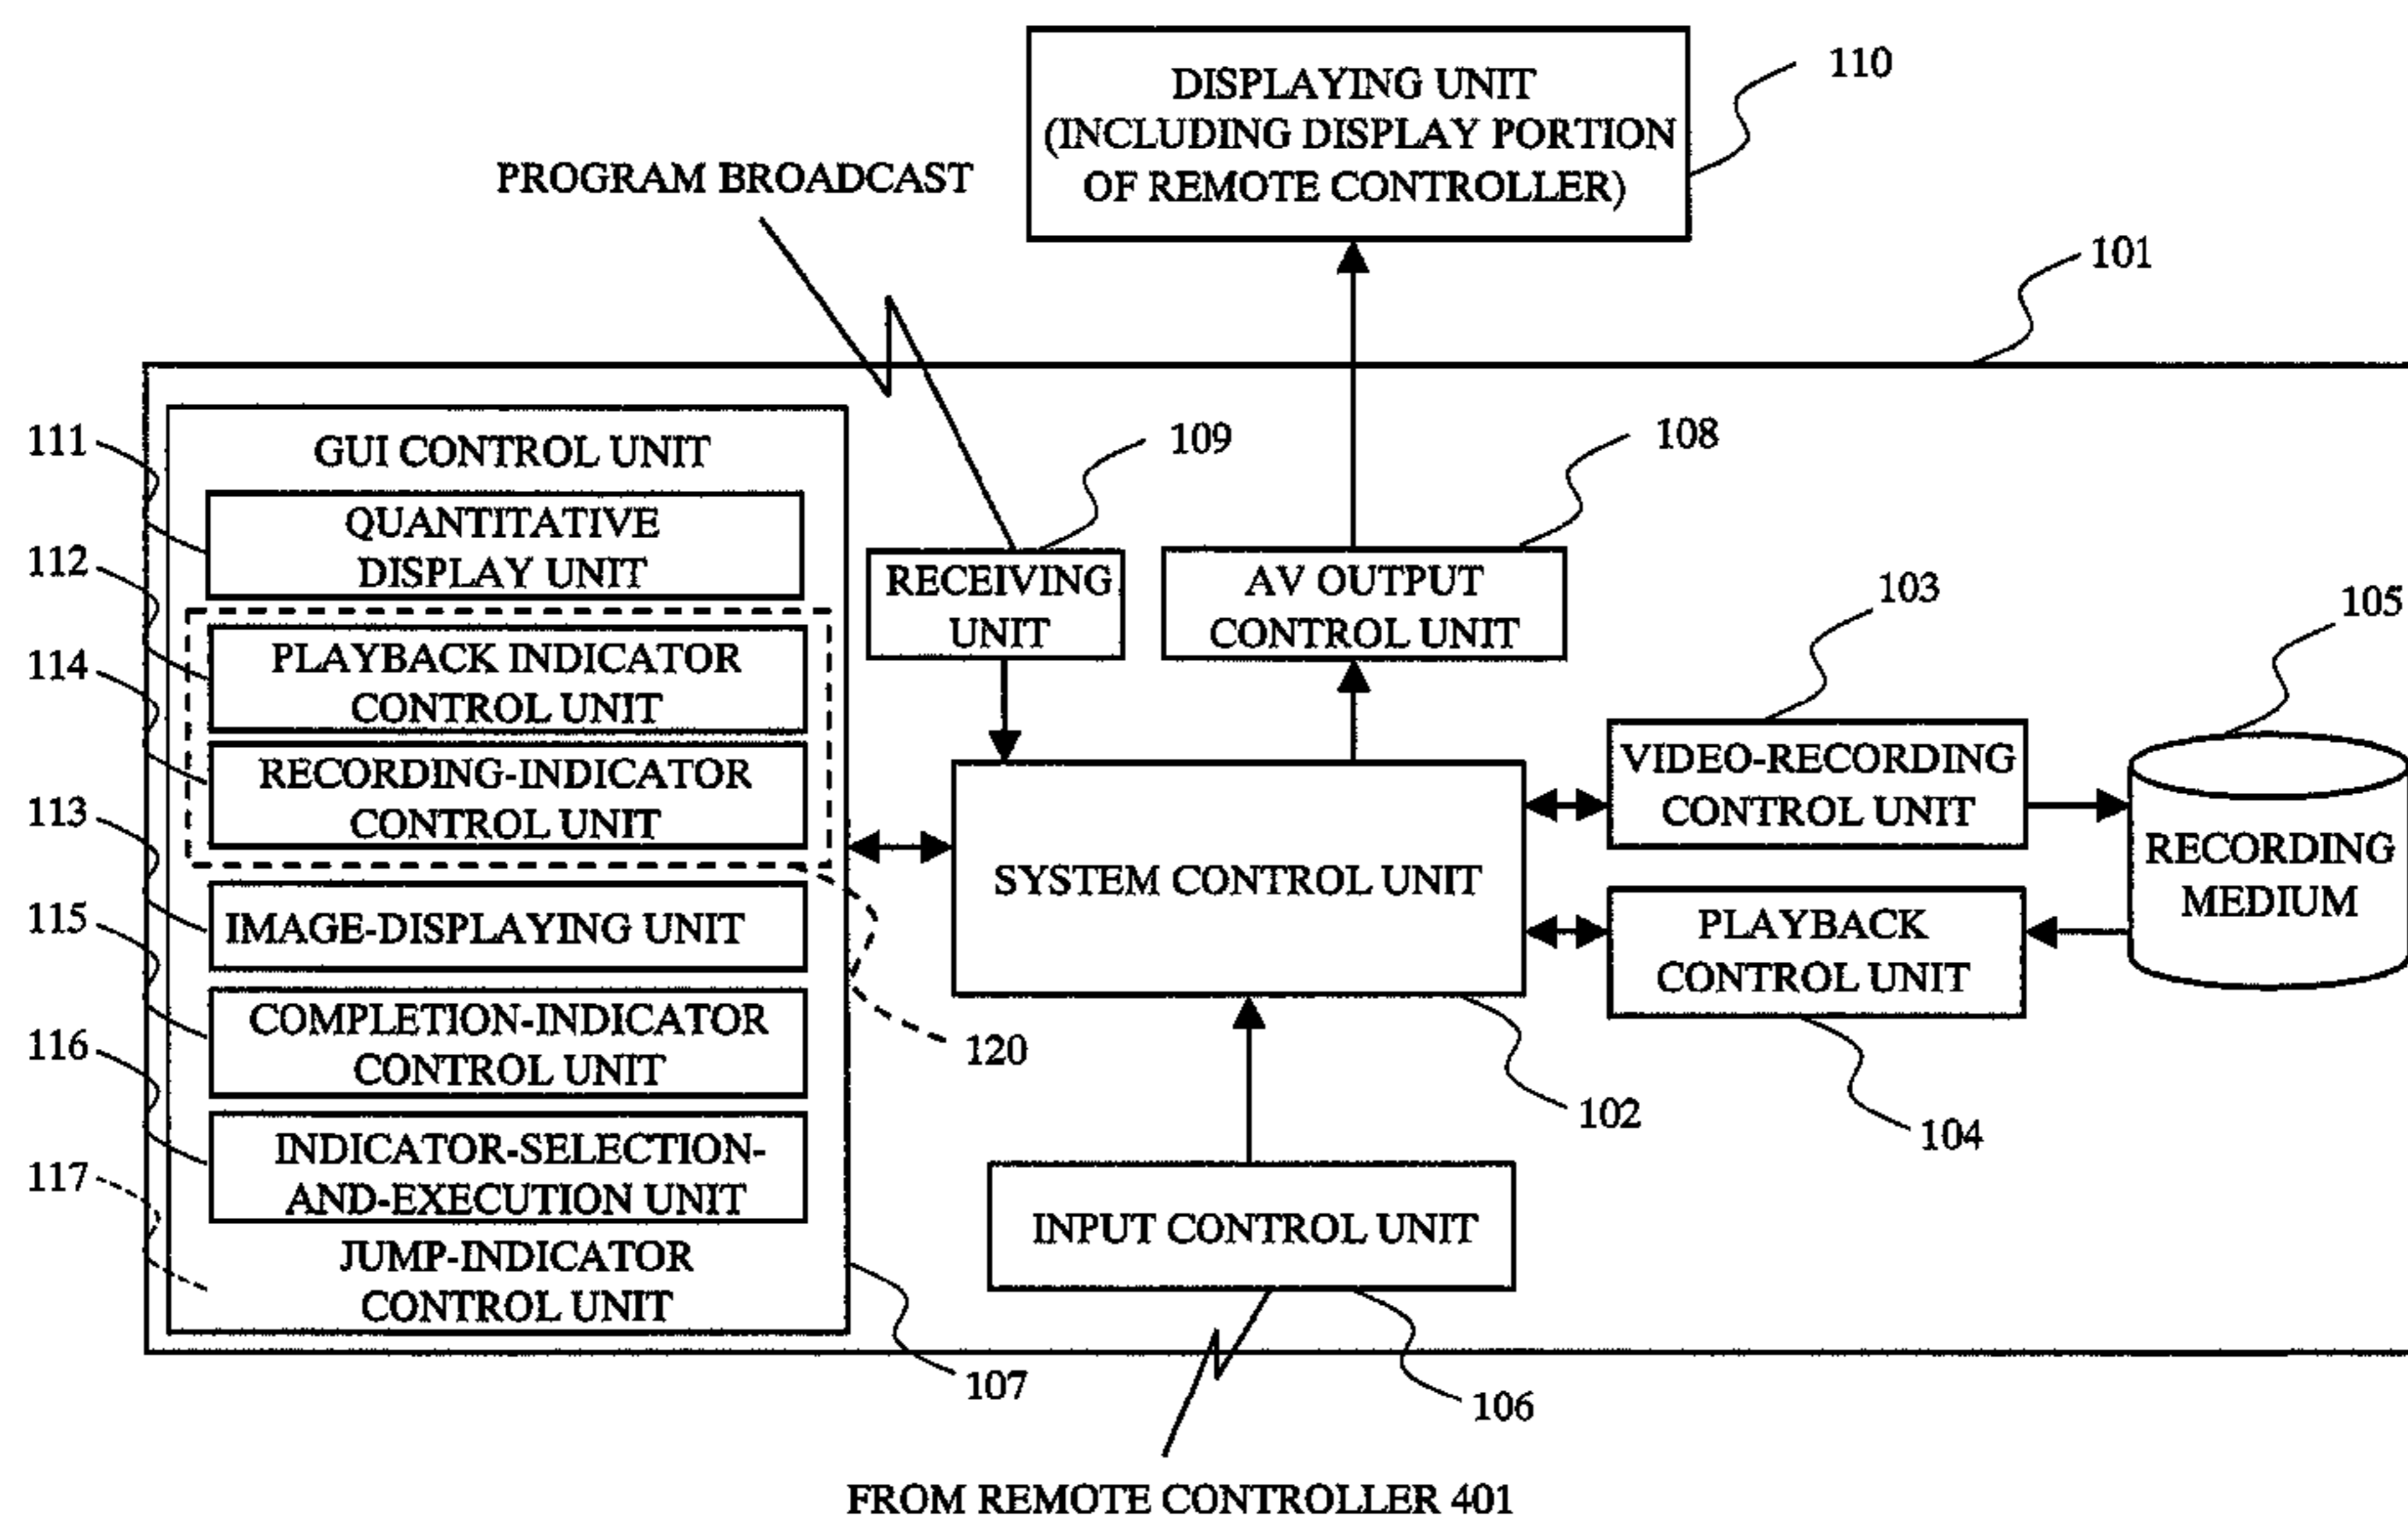 DISPLAYING UNIT
(INCLUDING DISPLAY PORTION
OF REMOTE CONTROLLER)
110
PROGRAM BROADCAST
101
111
GUI CONTROL UNIT
109
108
QUANTITATIVE
DISPLAY UNIT
112
RECEIVING
UNIT
AV OUTPUT
CONTROL UNIT
103
105
PLAYBACK INDICATOR
CONTROL UNIT
114
RECORDING-INDICATOR
CONTROL UNIT
113
VIDEO-RECORDING
CONTROL UNIT
RECORDING
MEDIUM
SYSTEM CONTROL UNIT
IMAGE-DISPLAYING UNIT
115
PLAYBACK
CONTROL UNIT
COMPLETION-INDICATOR
CONTROL UNIT
116
120
102
104
INDICATOR-SELECTION-
AND-EXECUTION UNIT
117
INPUT CONTROL UNIT
JUMP-INDICATOR
CONTROL UNIT
107
106
FROM REMOTE CONTROLLER 401